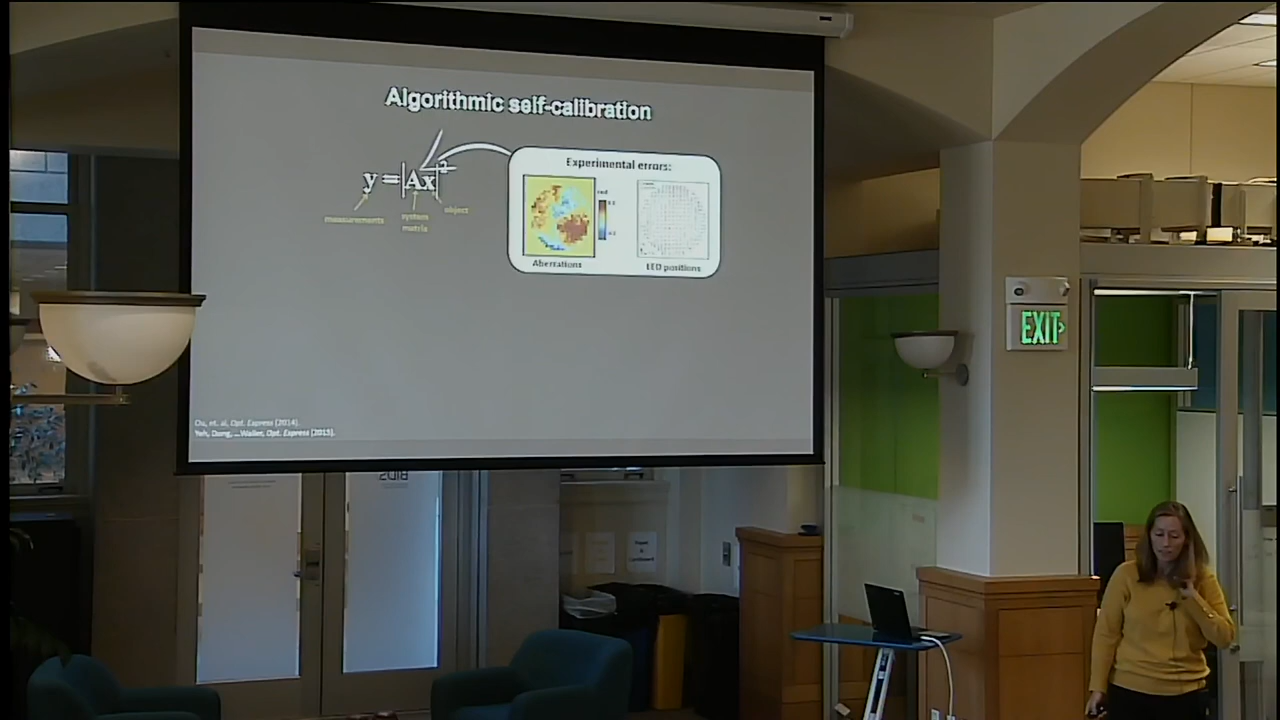 Algorithmic self-calibration
y = |Ax|²
measurements
system
matrix
object
Experimental errors:
Aberrations
LED positions
Ou, et. al, Opt. Express (2014).
Yeh, Dong, …Waller, Opt. Express (2015).
EXIT
BIDS